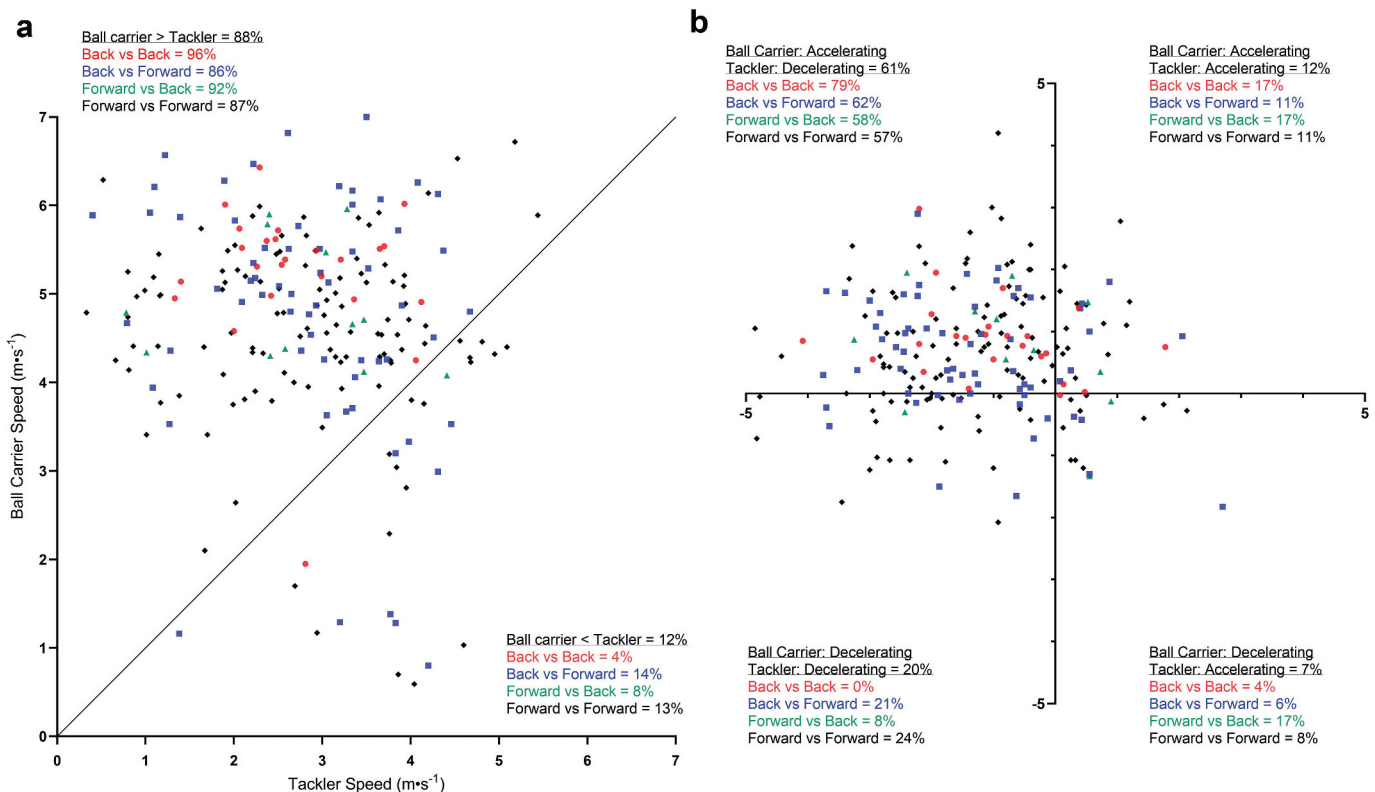 a
Ball carrier > Tackler = 88%
Back vs Back = 96%
Back vs Forward = 86%
Forward vs Back = 92%
Forward vs Forward = 87%
7
6
5
4
3
2
1
0
Ball Carrier Speed (m•s⁻¹)
0 1 2 3 4 5 6 7
Tackler Speed (m•s⁻¹)
Ball carrier < Tackler = 12%
Back vs Back = 4%
Back vs Forward = 14%
Forward vs Back = 8%
Forward vs Forward = 13%
b
Ball Carrier: Accelerating
Tackler: Decelerating = 61%
Back vs Back = 79%
Back vs Forward = 62%
Forward vs Back = 58%
Forward vs Forward = 57%
Ball Carrier: Accelerating
Tackler: Accelerating = 12%
Back vs Back = 17%
Back vs Forward = 11%
Forward vs Back = 17%
Forward vs Forward = 11%
5
-5 5
-5
Ball Carrier: Decelerating
Tackler: Decelerating = 20%
Back vs Back = 0%
Back vs Forward = 21%
Forward vs Back = 8%
Forward vs Forward = 24%
Ball Carrier: Decelerating
Tackler: Accelerating = 7%
Back vs Back = 4%
Back vs Forward = 6%
Forward vs Back = 17%
Forward vs Forward = 8%